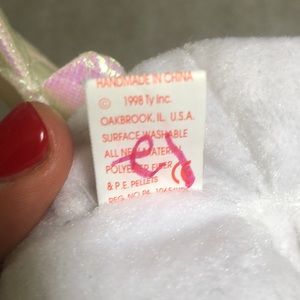 HANDMADE IN CHINA
© 1998 Ty Inc.
OAKBROOK, IL. U.S.A.
SURFACE WASHABLE
ALL NEW MATERIAL
POLYESTER FIBER
& P.E. PELLETS
REG. NO PA.